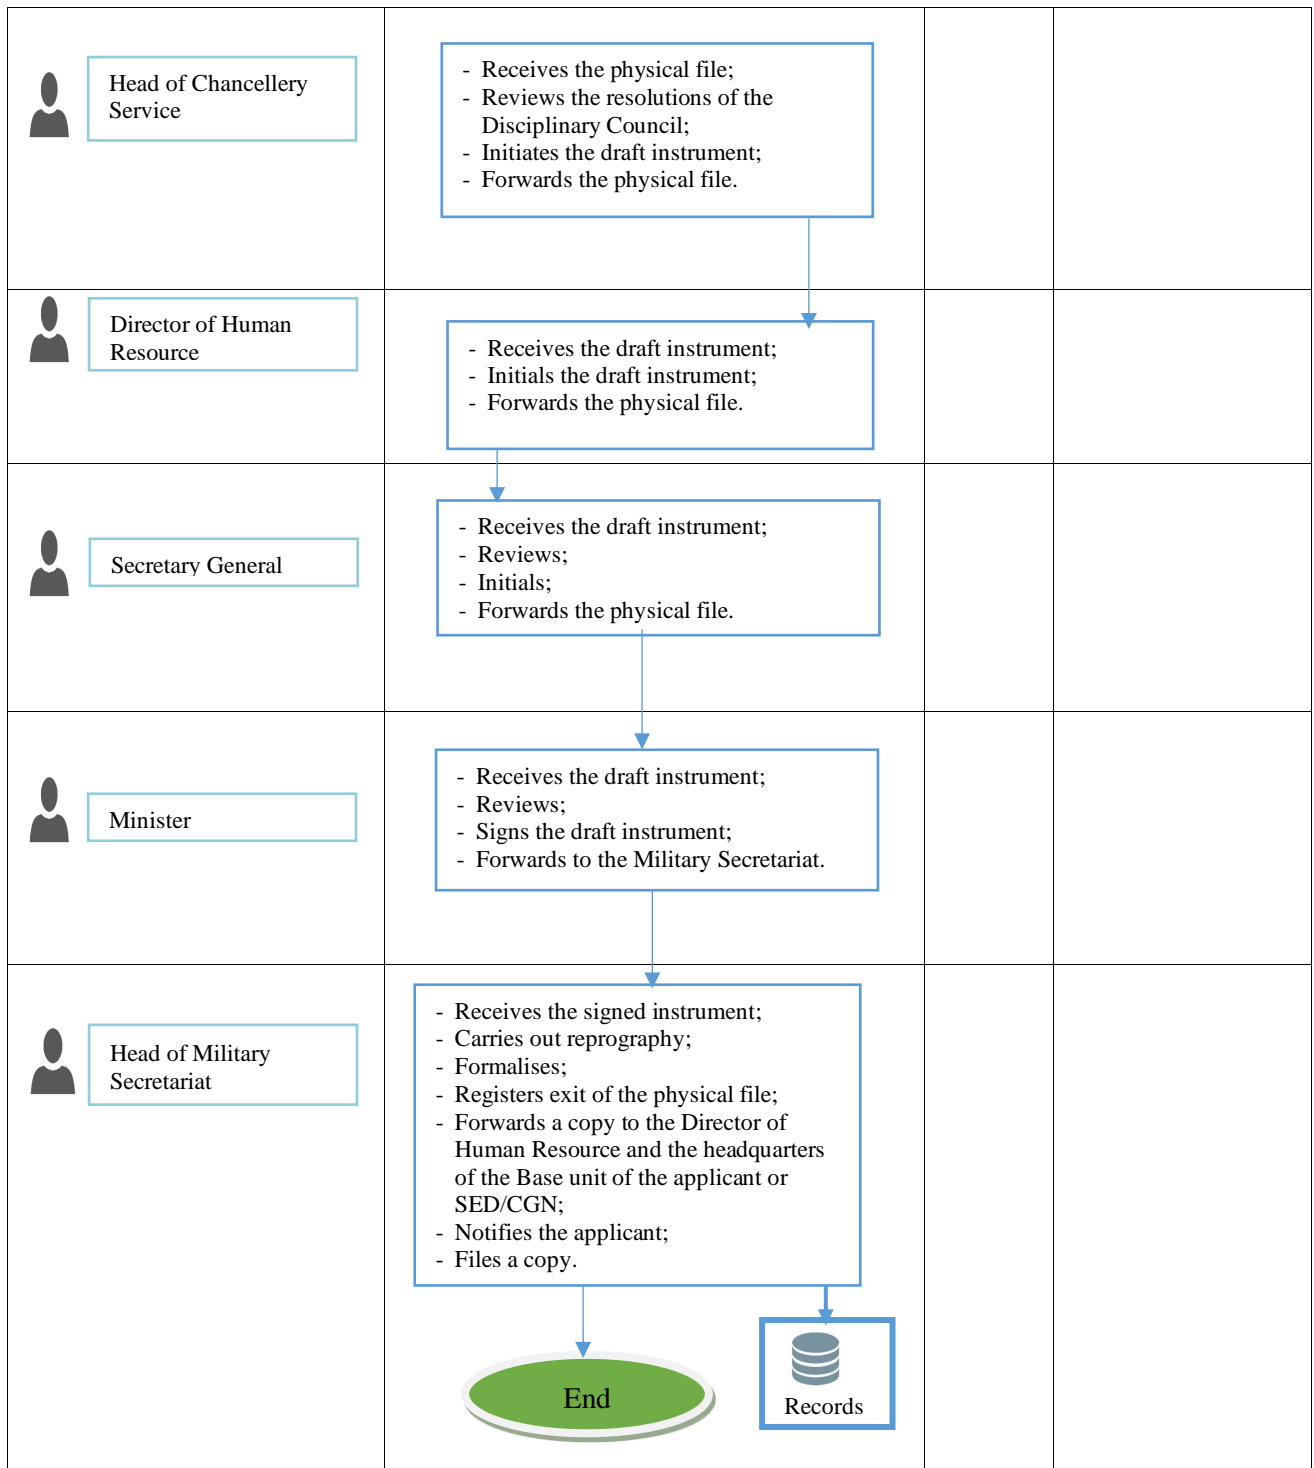 Head of Chancellery
Service
- Receives the physical file;
- Reviews the resolutions of the
Disciplinary Council;
- Initiates the draft instrument;
- Forwards the physical file.
Director of Human
Resource
- Receives the draft instrument;
- Initials the draft instrument;
- Forwards the physical file.
Secretary General
- Receives the draft instrument;
- Reviews;
- Initials;
- Forwards the physical file.
Minister
- Receives the draft instrument;
- Reviews;
- Signs the draft instrument;
- Forwards to the Military Secretariat.
Head of Military
Secretariat
- Receives the signed instrument;
- Carries out reprography;
- Formalises;
- Registers exit of the physical file;
- Forwards a copy to the Director of
Human Resource and the headquarters
of the Base unit of the applicant or
SED/CGN;
- Notifies the applicant;
- Files a copy.
End
Records